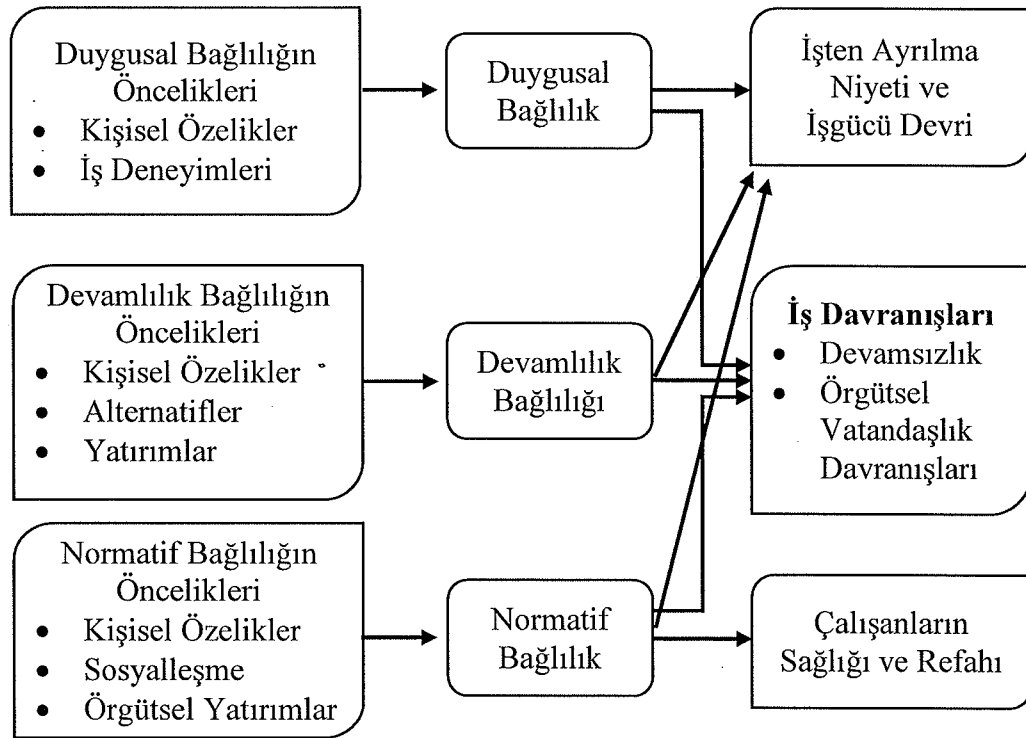 Duygusal Bağlılığın
Öncelikleri
• Kişisel Özelikler
• İş Deneyimleri
Duygusal
Bağlılık
İşten Ayrılma
Niyeti ve
İşgücü Devri
Devamlılık Bağlılığın
Öncelikleri
• Kişisel Özelikler
• Alternatifler
• Yatırımlar
Devamlılık
Bağlılığı
İş Davranışları
• Devamsızlık
• Örgütsel
Vatandaşlık
Davranışları
Normatif Bağlılığın
Öncelikleri
• Kişisel Özelikler
• Sosyalleşme
• Örgütsel Yatırımlar
Normatif
Bağlılık
Çalışanların
Sağlığı ve Refahı